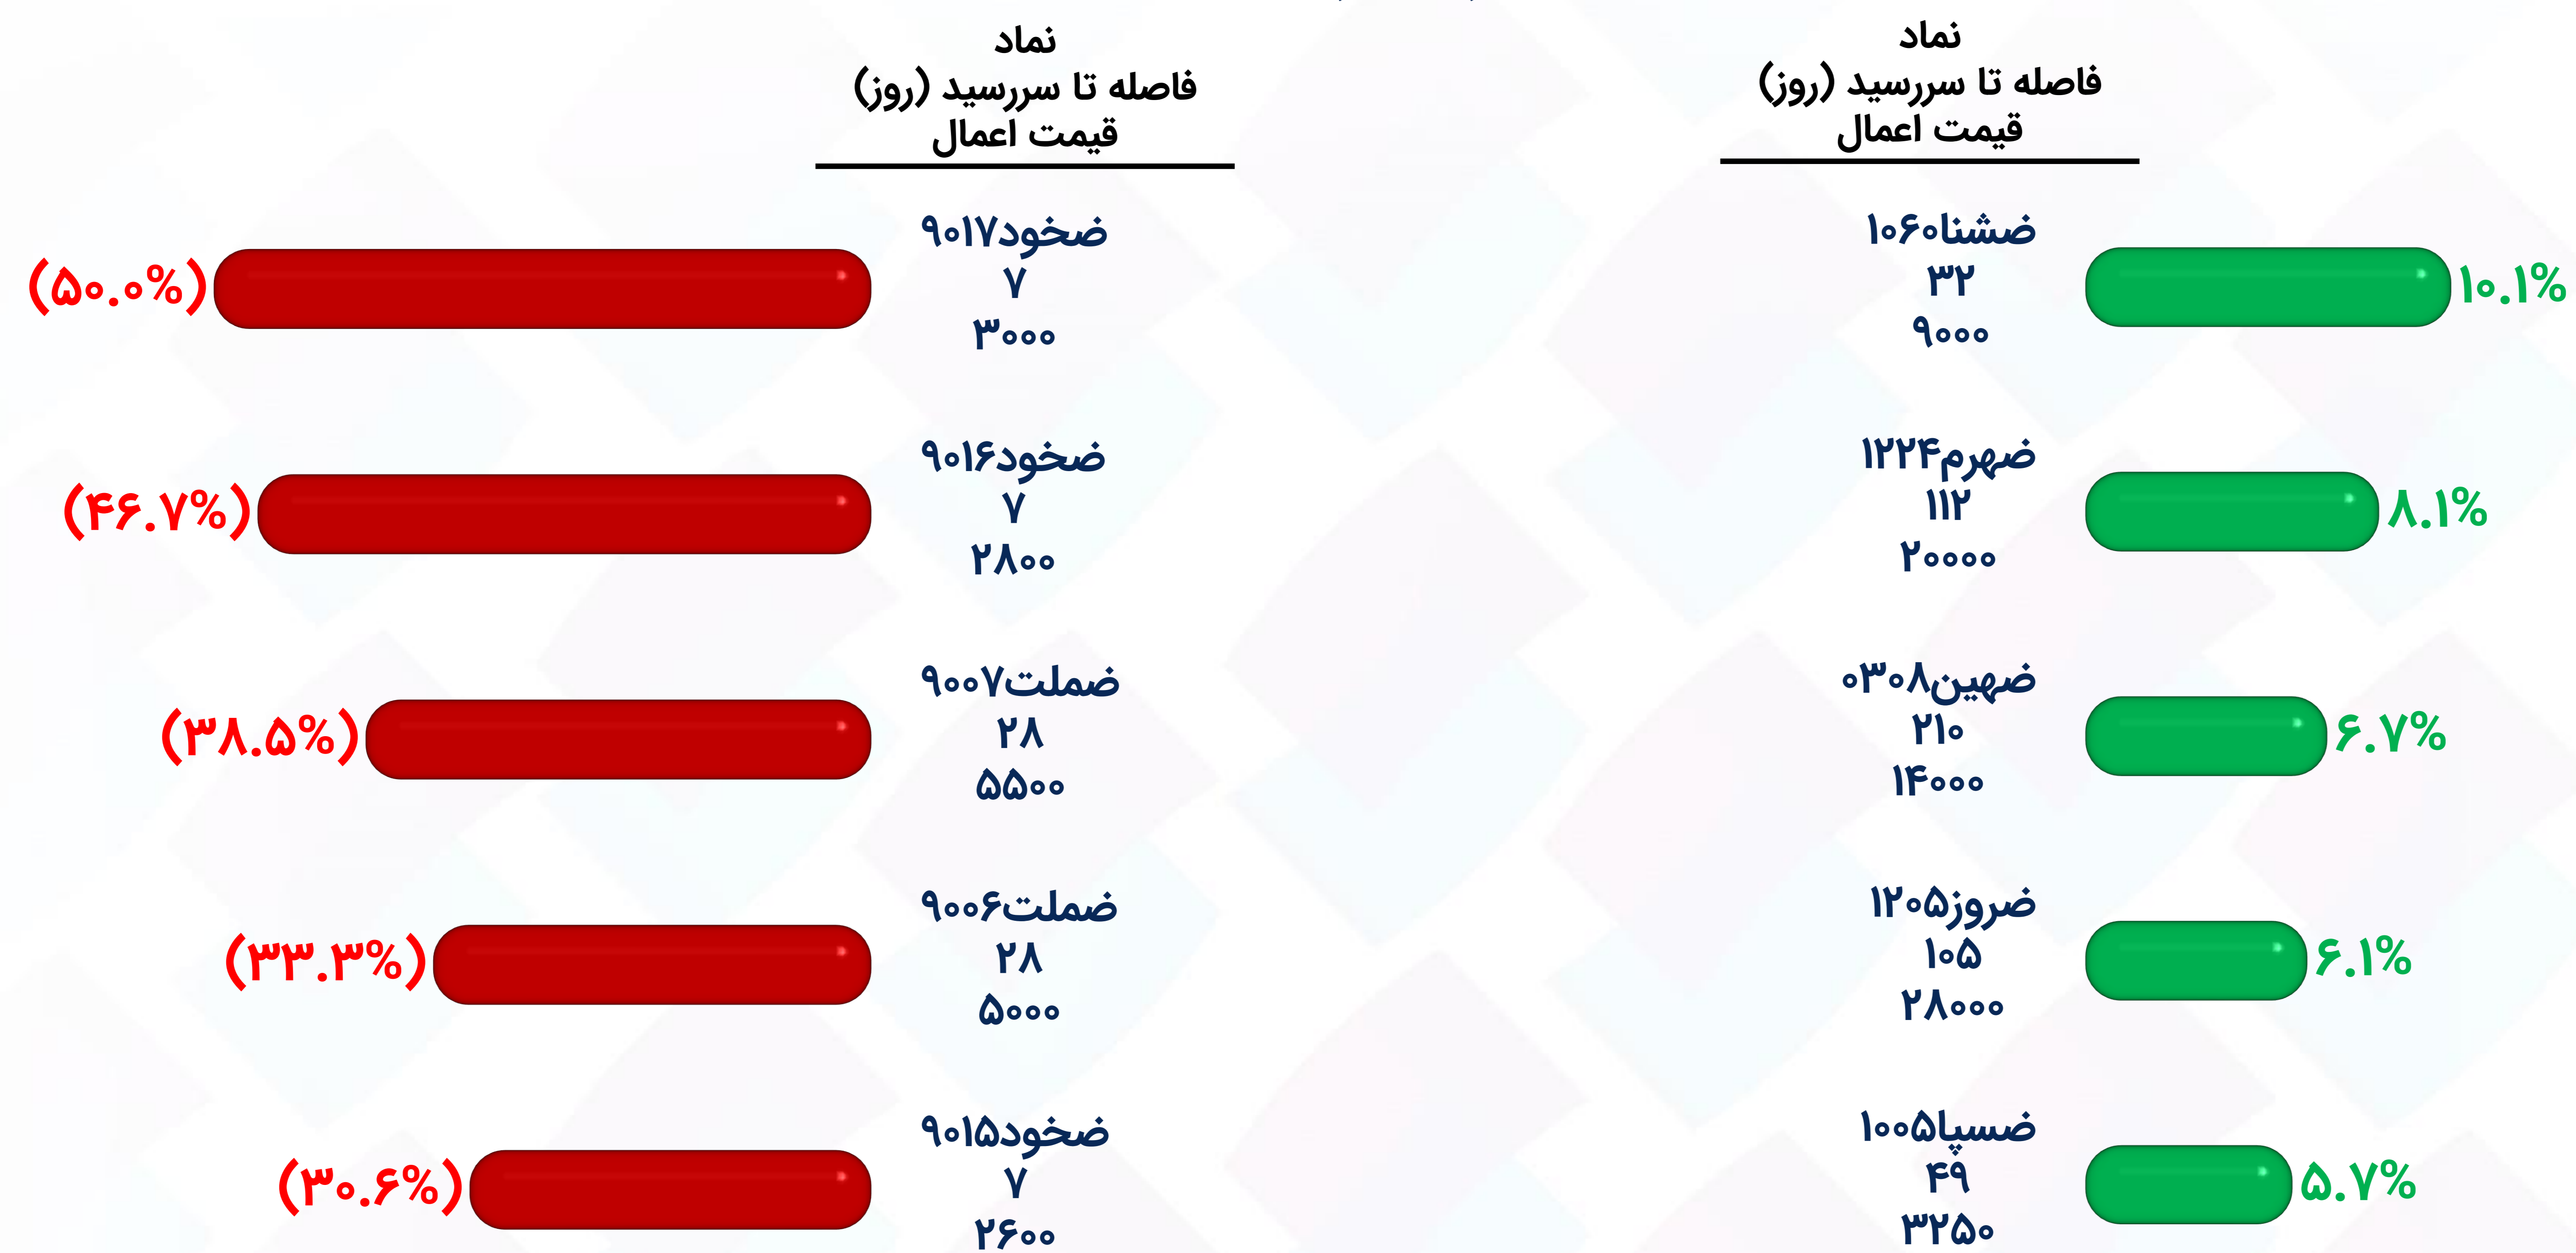 نماد
فاصله تا سررسید (روز)
قیمت اعمال
ضشنا۱۰۶۰
۳۲
۹۰۰۰
۱۰.۱%
ضهرم۱۲۲۴
۱۱۲
۲۰۰۰۰
۸.۱%
ضهین۰۳۰۸
۲۱۰
۱۴۰۰۰
۶.۷%
ضروز۱۲۰۵
۱۰۵
۲۸۰۰۰
۶.۱%
ضسپا۱۰۰۵
۴۹
۳۲۵۰
۵.۷%
نماد
فاصله تا سررسید (روز)
قیمت اعمال
ضخود۹۰۱۷
۷
۳۰۰۰
(۵۰.۰%)
ضخود۹۰۱۶
۷
۲۸۰۰
(۴۶.۷%)
ضملت۹۰۰۷
۲۸
۵۵۰۰
(۳۸.۵%)
ضملت۹۰۰۶
۲۸
۵۰۰۰
(۳۳.۳%)
ضخود۹۰۱۵
۷
۲۶۰۰
(۳۰.۶%)